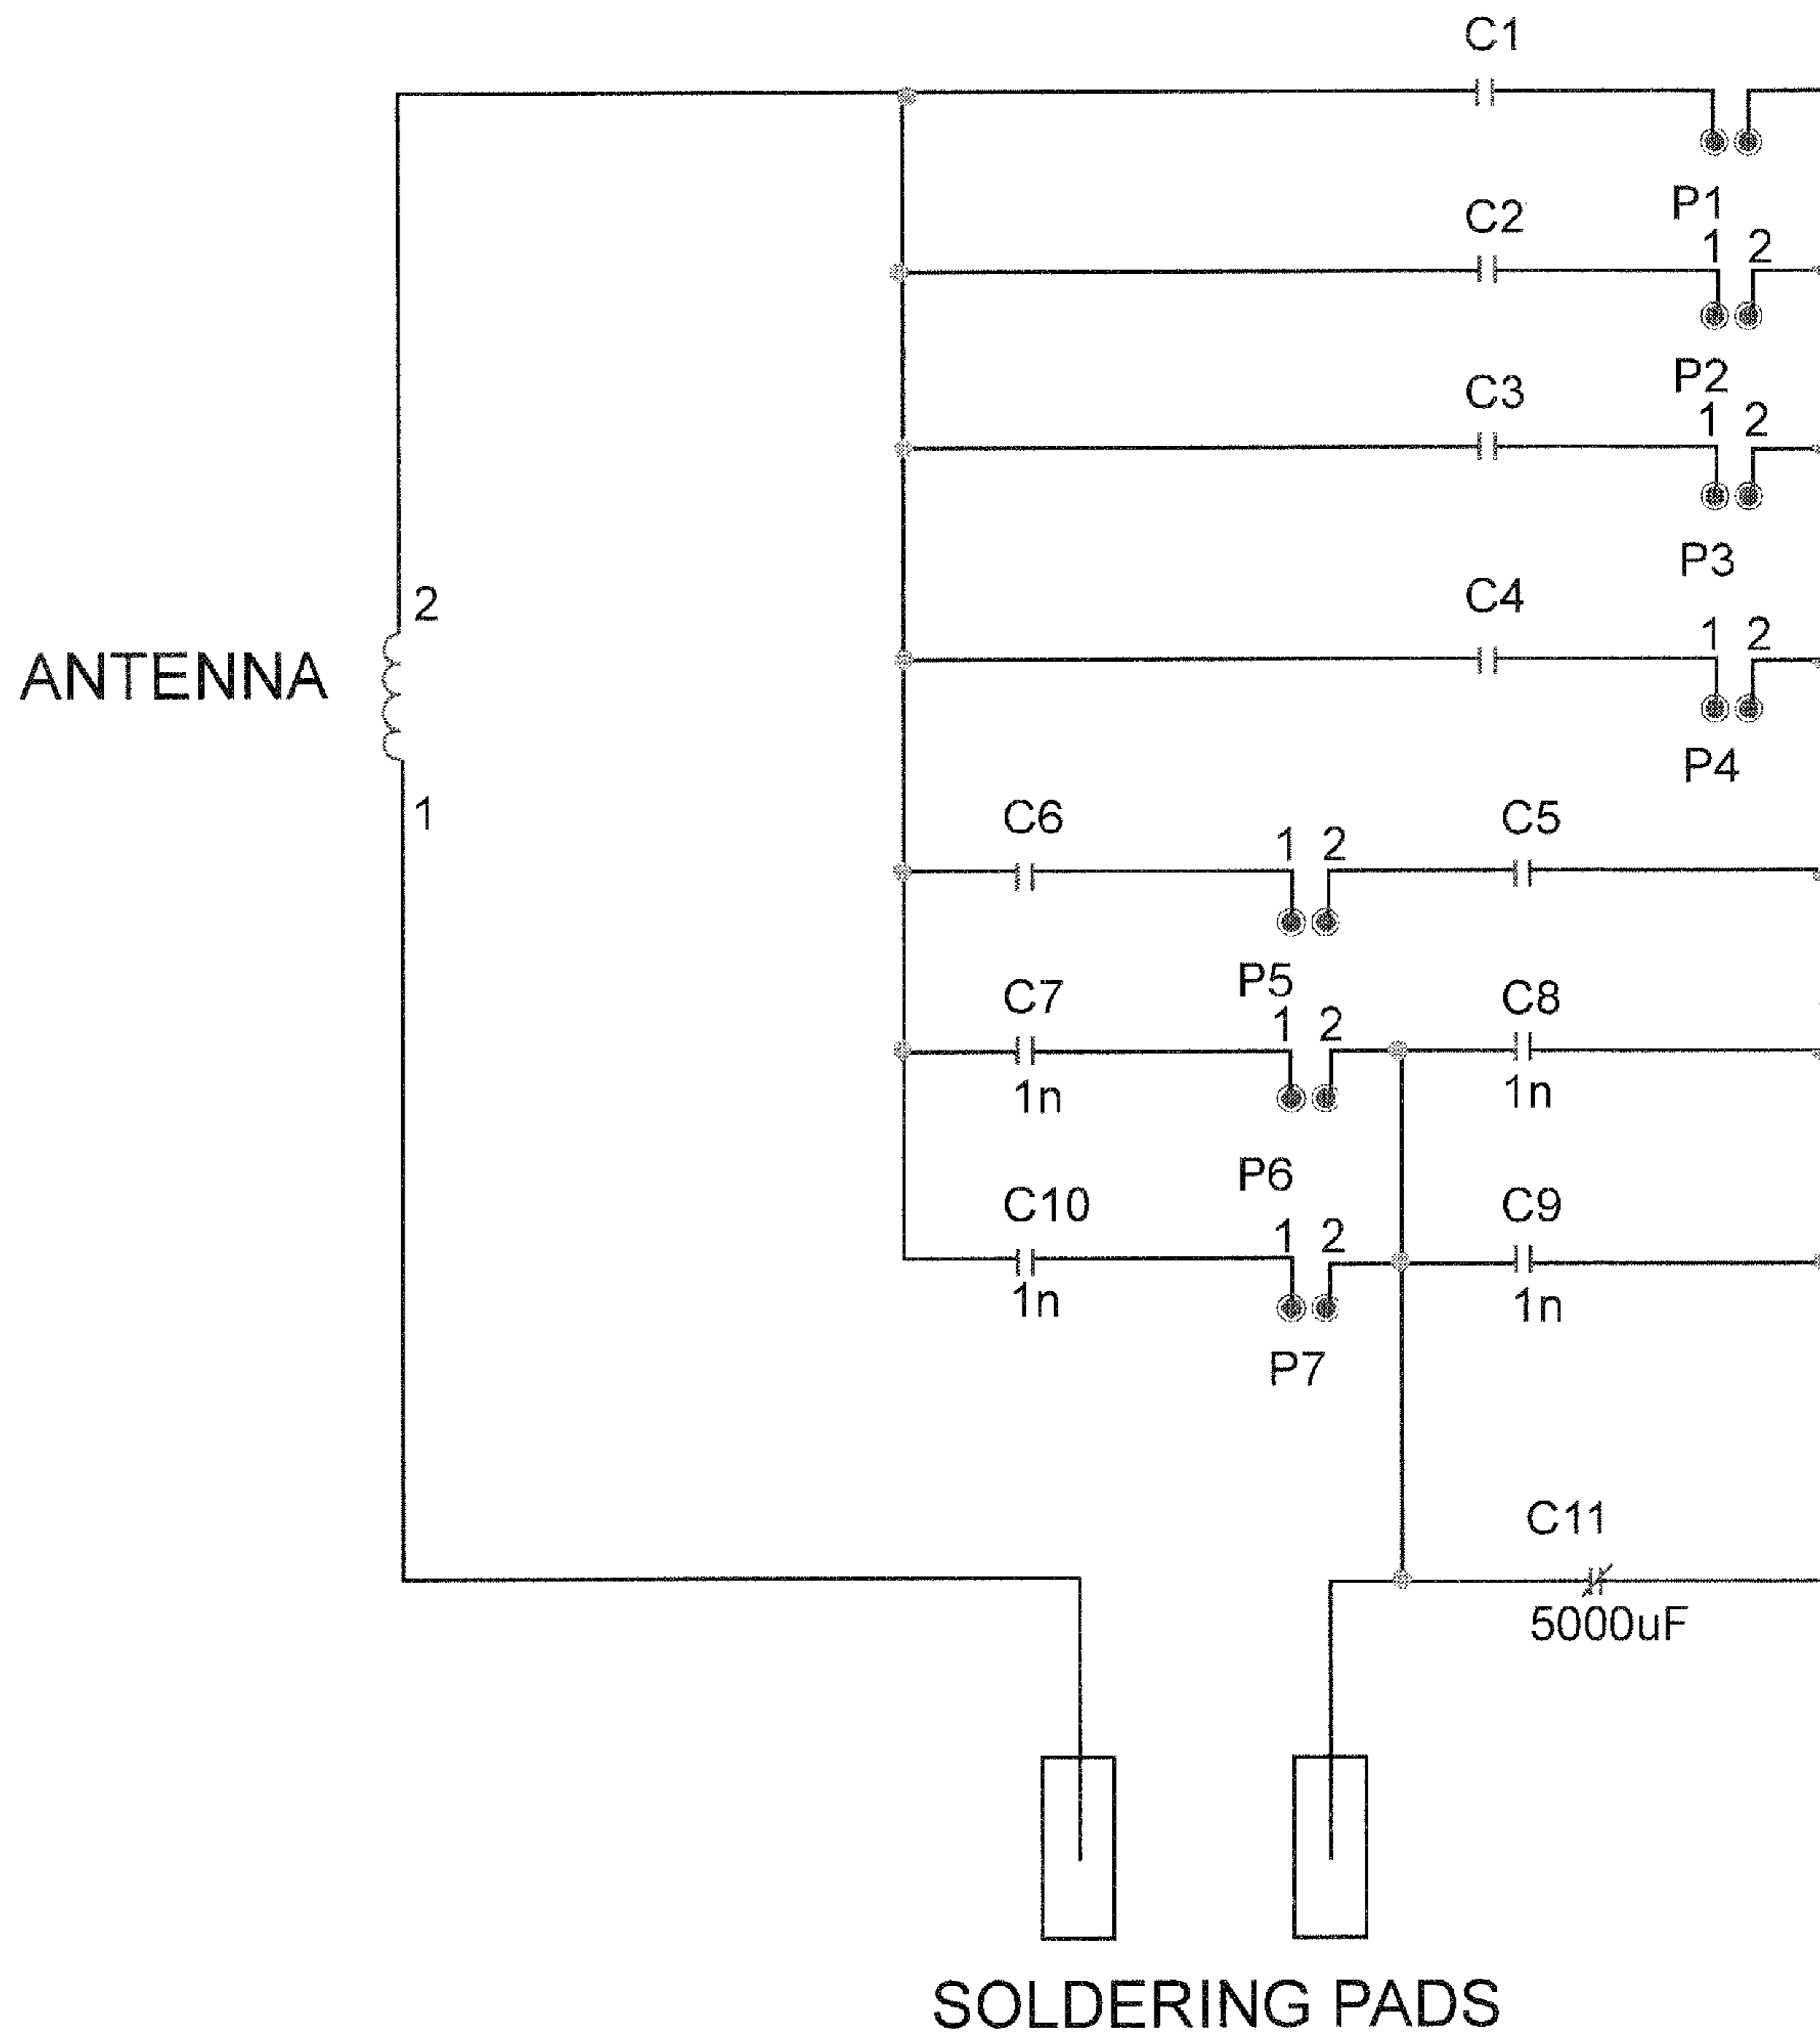 C1
P1
C2
1 2
P2
C3
1 2
P3
C4
1 2
P4
2
ANTENNA
1
C6
1 2
C5
P5
C7
1 2
C8
1n
1n
P6
C10
1 2
C9
1n
1n
P7
C11
5000uF
SOLDERING PADS